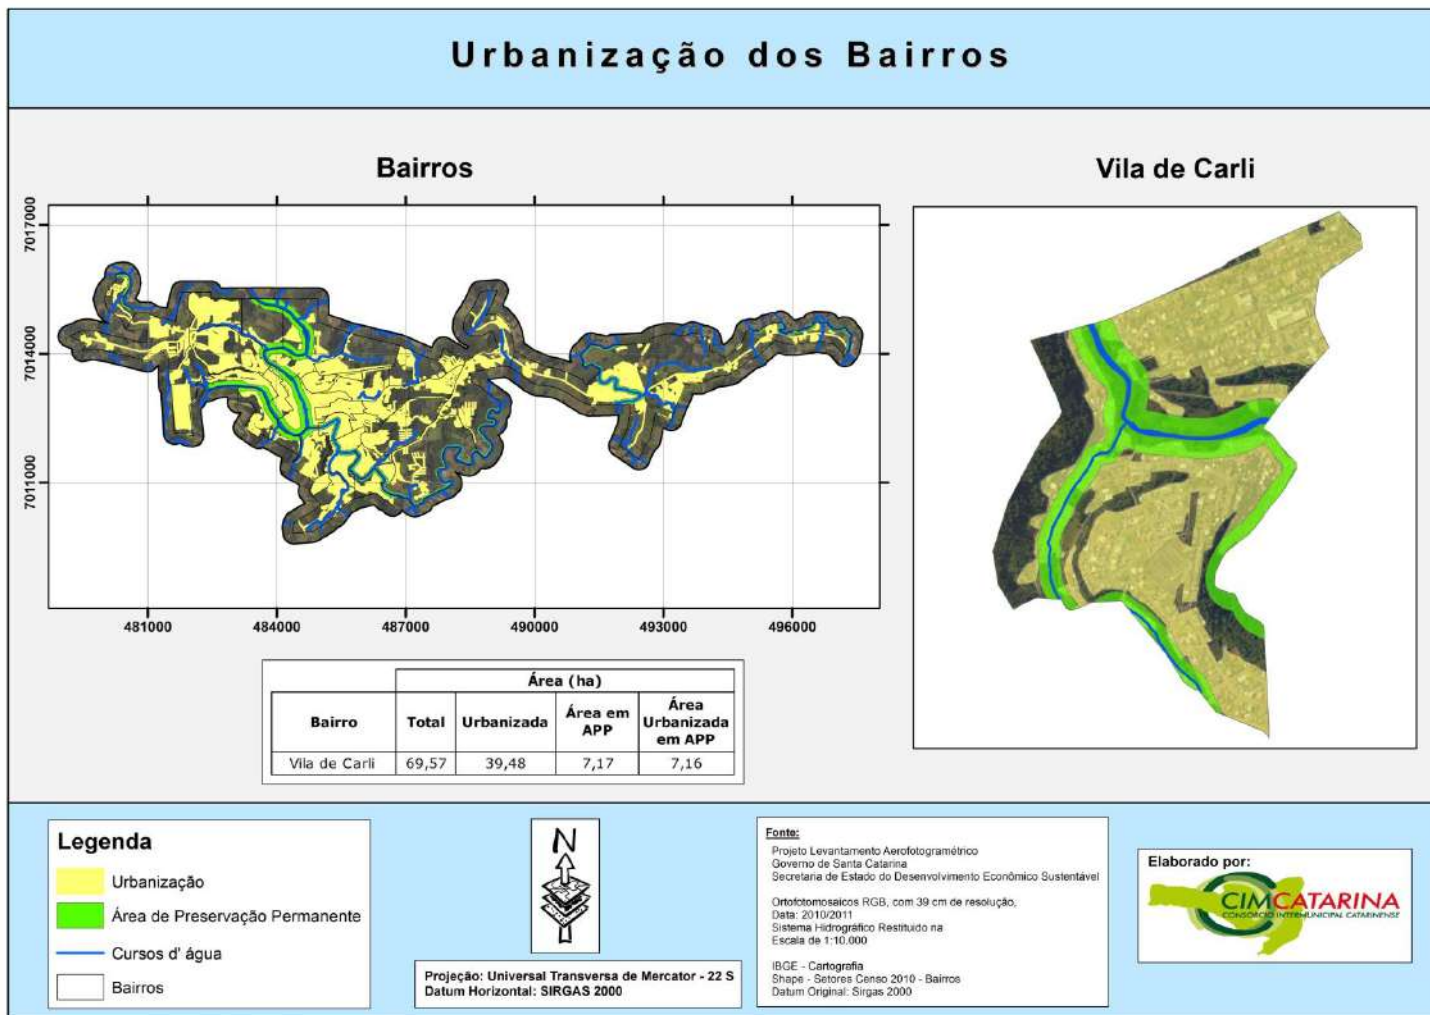 Urbanização dos Bairros
Bairros
Vila de Carli
7017000
7014000
7011000
481000 484000 487000 490000 493000 496000
Área (ha)
Bairro Total Urbanizada Área em APP Área Urbanizada em APP
Vila de Carli 69,57 39,48 7,17 7,16
Legenda
Urbanização
Área de Preservação Permanente
Cursos d' água
Bairros
N
Projeção: Universal Transversa de Mercator - 22 S
Datum Horizontal: SIRGAS 2000
Fonte:
Projeto Levantamento Aerofotogramétrico
Governo de Santa Catarina
Secretaria de Estado do Desenvolvimento Econômico Sustentável
Ortofotomosaicos RGB, com 39 cm de resolução,
Data: 2010/2011
Sistema Hidrográfico Restituido na
Escala de 1:10.000
IBGE - Cartografia
Shape - Setores Censo 2010 - Bairros
Datum Original: Sirgas 2000
Elaborado por:
CIMCATARINA
CONSÓRCIO INTERMUNICIPAL CATARINENSE